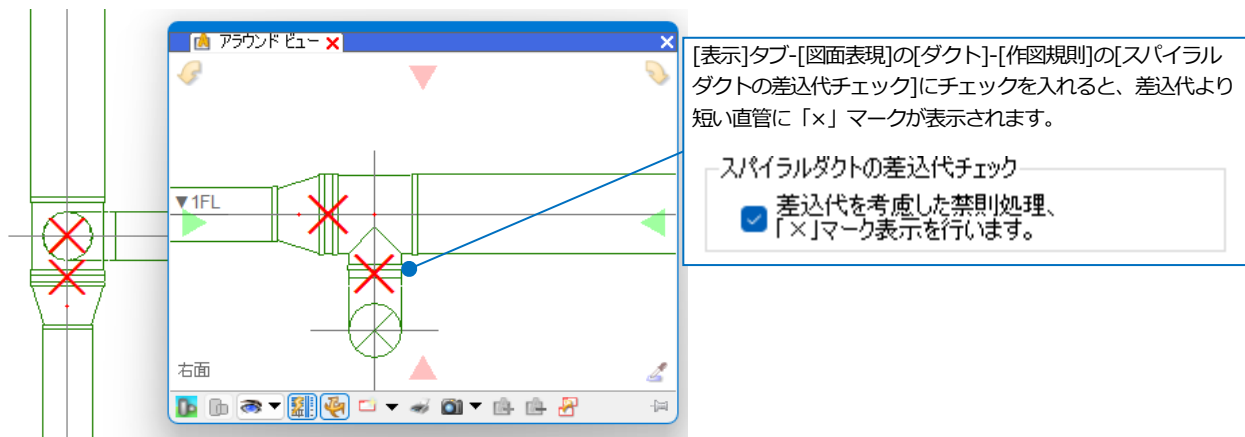 アラウンド ビュー
[表示]タブ-[図面表現]の[ダクト]-[作図規則]の[スパイラル
ダクトの差込代チェック]にチェックを入れると、差込代より
短い直管に「×」マークが表示されます。
スパイラルダクトの差込代チェック
差込代を考慮した禁則処理、
「×」マーク表示を行います。
▼1FL
右面